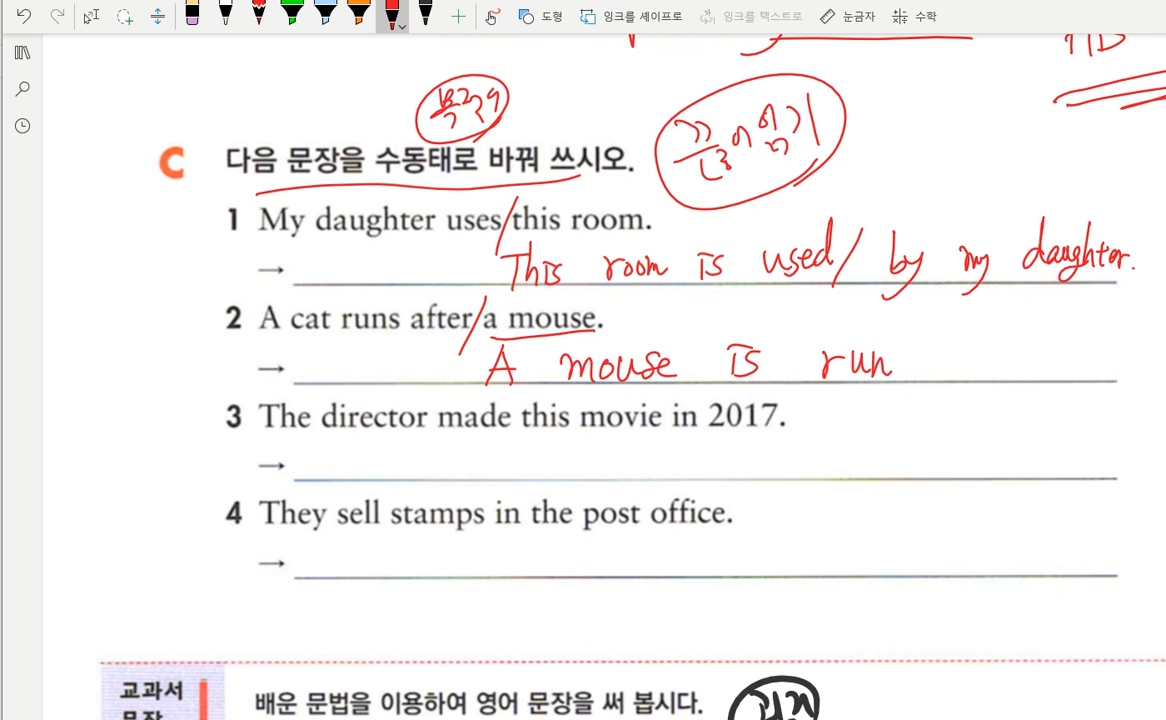 도형 잉크를 셰이프로 잉크를 텍스트로 눈금자 수학
C 다음 문장을 수동태로 바꿔 쓰시오.
1 My daughter uses/this room.
→ This room is used/ by my daughter.
2 A cat runs after/a mouse.
→ A mouse is run
3 The director made this movie in 2017.
→
4 They sell stamps in the post office.
→
교과서
문장
배운 문법을 이용하여 영어 문장을 써 봅시다.